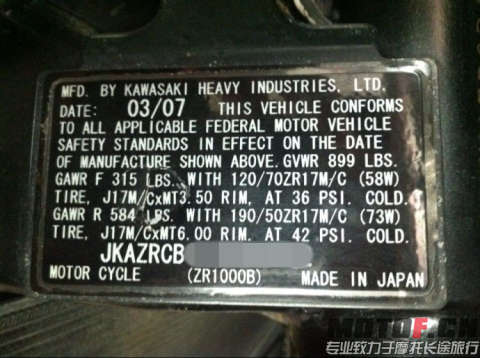 MFD. BY KAWASAKI HEAVY INDUSTRIES, LTD.
DATE: 03/07 THIS VEHICLE CONFORMS
TO ALL APPLICABLE FEDERAL MOTOR VEHICLE
SAFETY STANDARDS IN EFFECT ON THE DATE
OF MANUFACTURE SHOWN ABOVE. GVWR 899 LBS.
GAWR F 315 LBS. WITH 120/70ZR17M/C (58W)
TIRE, J17M/CxMT3.50 RIM, AT 36 PSI. COLD.
GAWR R 584 LBS. WITH 190/50ZR17M/C (73W)
TIRE, J17M/CxMT6.00 RIM, AT 42 PSI. COLD.
JKAZRCB
MOTOR CYCLE (ZR1000B) MADE IN JAPAN
MOTOF.CN
专业致力于摩托长途旅行